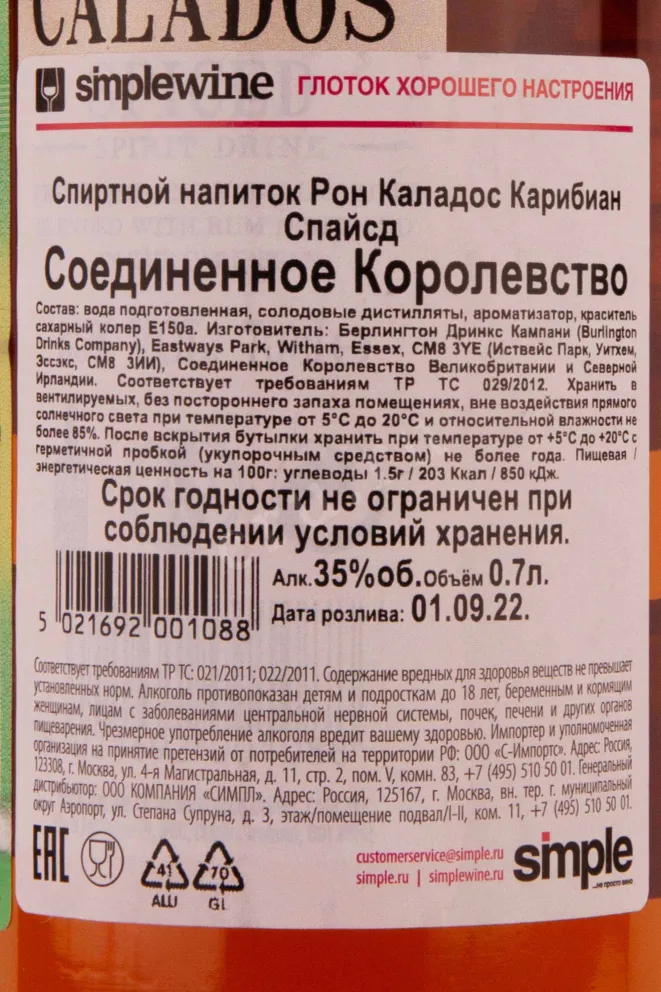 CALADOS
simplewine ГЛОТОК ХОРОШЕГО НАСТРОЕНИЯ
SPIRIT DRINK
Спиртной напиток Рон Каладос Карибиан
Спайсд
Соединенное Королевство
Состав: вода подготовленная, солодовые дистилляты, ароматизатор, краситель
сахарный колер Е150а. Изготовитель: Берлингтон Дринкс Кампани (Burlington
Drinks Company), Eastways Park, Witham, Essex, CM8 3YE (Иствейс Парк, Уитхем,
Эссэкс, СМ8 3ИИ), Соединенное Королевство Великобритании и Северной
Ирландии. Соответствует требованиям ТР ТС 029/2012. Хранить в
вентилируемых, без постороннего запаха помещениях, вне воздействия прямого
солнечного света при температуре от 5°С до 20°С и относительной влажности не
более 85%. После вскрытия бутылки хранить при температуре от +5°С до +20°С с
герметичной пробкой (укупорочным средством) не более года. Пищевая /
энергетическая ценность на 100г: углеводы 1.5г / 203 Ккал / 850 кДж.
Срок годности не ограничен при
соблюдении условий хранения.
Алк.35%об.Объём 0.7л.
Дата розлива: 01.09.22.
5 021692 001088
Соответствует требованиям ТР ТС: 021/2011; 022/2011. Содержание вредных для здоровья веществ не превышает
установленных норм. Алкоголь противопоказан детям и подросткам до 18 лет, беременным и кормящим
женщинам, лицам с заболеваниями центральной нервной системы, почек, печени и других органов
пищеварения. Чрезмерное употребление алкоголя вредит вашему здоровью. Импортер и уполномоченная
организация на принятие претензий от потребителей на территории РФ: ООО «С-Импортс». Адрес: Россия,
123308, г. Москва, ул. 4-я Магистральная, д. 11, стр. 2, пом. V, комн. 83, +7 (495) 510 50 01. Генеральный
дистрибьютор: ООО КОМПАНИЯ «СИМПЛ». Адрес: Россия, 125167, г. Москва, вн. тер. г. муниципальный
округ Аэропорт, ул. Степана Супруна, д. 3, этаж/помещение подвал/I-II, ком. 11, +7 (495) 510 50 01.
EAC
41
ALU
70
GL
customerservice@simple.ru
simple.ru | simplewine.ru
simple
...не просто вино